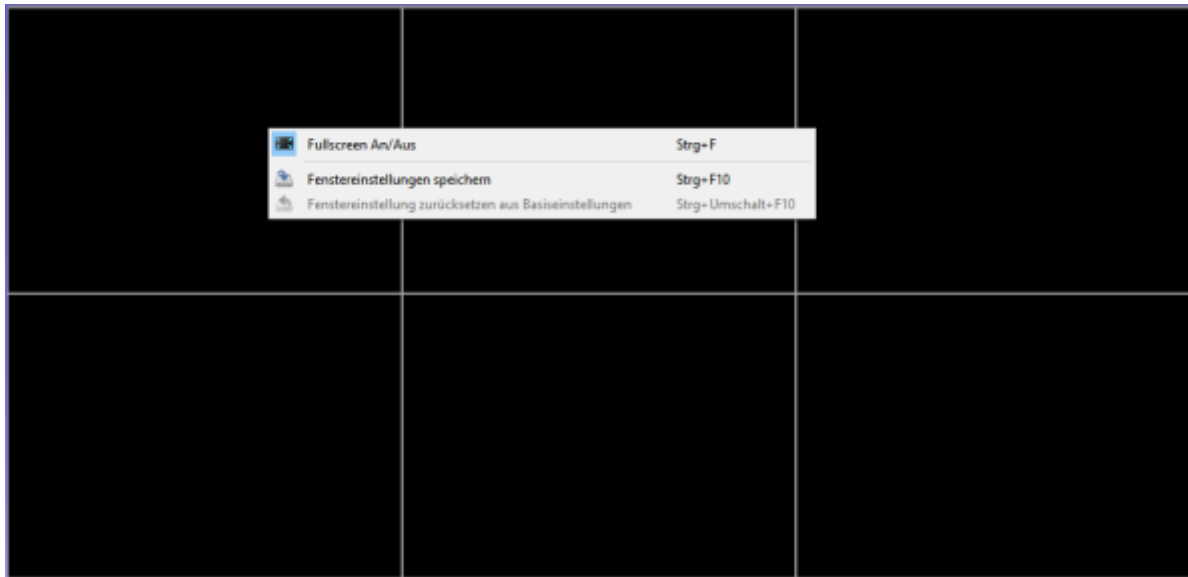 Fullscreen An/Aus Strg+F
Fenstereinstellungen speichern Strg+F10
Fenstereinstellung zurücksetzen aus Basiseinstellungen Strg+Umschalt+F10